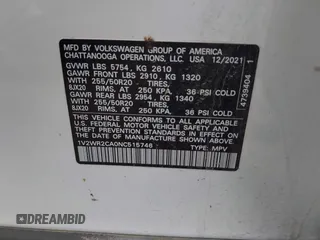 MFD. BY VOLKSWAGEN GROUP OF AMERICA
CHATTANOOGA OPERATIONS, LLC. USA 12/2021
GVWR LBS 5754, KG 2610
GAWR FRONT LBS 2910, KG 1320
WITH TIRES 255/50R20
8JX20 RIMS AT 250 KPA, 36 PSI COLD
GAWR REAR LBS 2954, KG 1340
WITH TIRES 255/50R20
8JX20 RIMS AT 250 KPA, 36 PSI COLD
THIS VEHICLE CONFORMS TO ALL APPLICABLE
FEDERAL MOTOR VEHICLE SAFETY, BUMPER, AND
THEFT PREVENTION STANDARDS IN EFFECT ON
THE DATE OF MANUFACTURE SHOWN ABOVE.
1V2WR2CA0NC515746 TYPE: MPV
4739404 1
DREAMBID